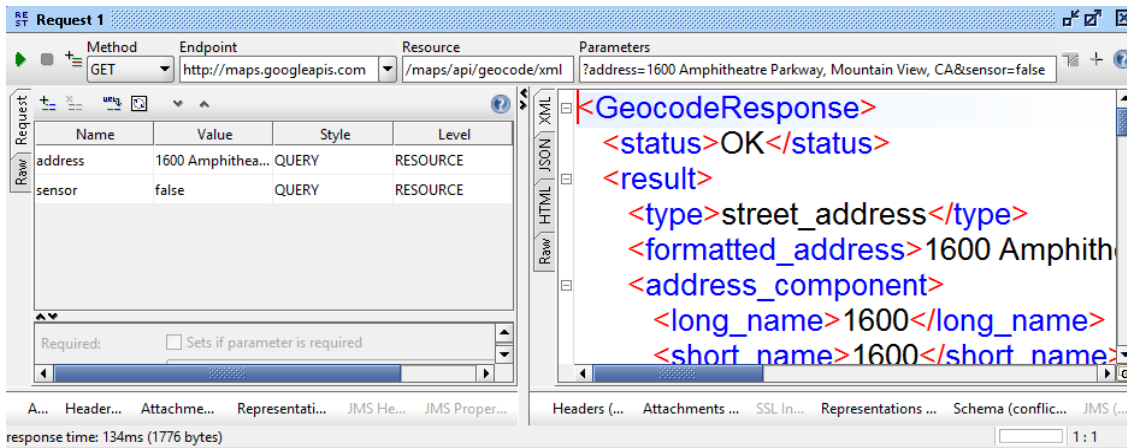 REST Request 1
Method Endpoint Resource Parameters
GET http://maps.googleapis.com /maps/api/geocode/xml ?address=1600 Amphitheatre Parkway, Mountain View, CA&sensor=false
Request
Raw
Name Value Style Level
address 1600 Amphithea... QUERY RESOURCE
sensor false QUERY RESOURCE
Required: Sets if parameter is required
XML
JSON
HTML
Raw
<GeocodeResponse>
<status>OK</status>
<result>
<type>street_address</type>
<formatted_address>1600 Amphith
<address_component>
<long_name>1600</long_name>
<short_name>1600</short_name>
A... Header... Attachme... Representati... JMS He... JMS Proper...
Headers (... Attachments ... SSL In... Representations ... Schema (conflic... JMS (...
response time: 134ms (1776 bytes) 1 : 1